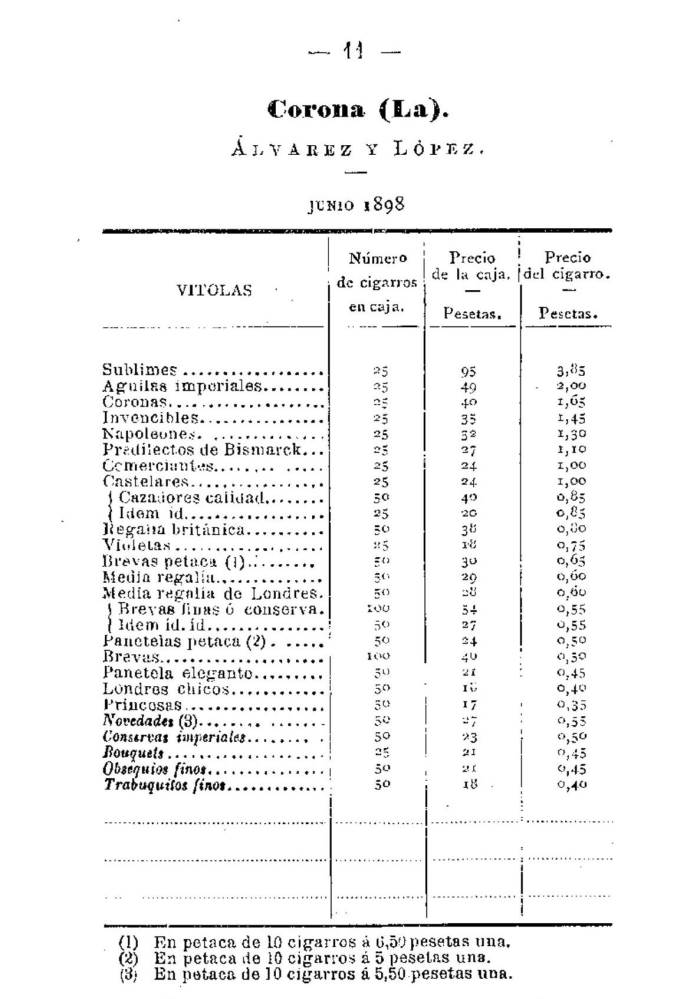 — 11 —
Corona (La).
ÁLVAREZ Y LÓPEZ.
JUNIO 1898
VITOLAS Número de cigarros en caja. Precio de la caja. — Pesetas. Precio del cigarro. — Pesetas.
Sublimes .................. 25 95 3,85
Aguilas imperiales........ 25 49 2,00
Coronas.................... 25 40 1,65
Invencibles................ 25 35 1,45
Napoleones. .............. 25 32 1,30
Predilectos de Bismarck... 25 27 1,10
Comerciantes............. 25 24 1,00
Castelares................. 25 24 1,00
{ Cazadores calidad....... 50 40 0,85
{ Idem id.................. 25 20 0,85
Regalia británica.......... 50 38 0,80
Violetas................... 25 18 0,75
Brevas petaca (1)......... 50 30 0,65
Media regalia.............. 50 29 0,60
Media regalia de Londres. 50 28 0,60
{ Brevas finas ó conserva. 100 54 0,55
{ Idem id. id............... 50 27 0,55
Panetelas petaca (2). ..... 50 24 0,50
Brevas..................... 100 40 0,50
Panetela elegante......... 50 21 0,45
Londres chicos............ 50 18 0,40
Princesas.................. 50 17 0,35
Novedades (3)............. 50 27 0,55
Conservas imperiales........ . 50 23 0,50
Bouquets................... 25 21 0,45
Obsequios finos.............. 50 21 0,45
Trabuquitos finos............. 50 18 0,40
(1) En petaca de 10 cigarros á 6,50 pesetas una.
(2) En petaca de 10 cigarros á 5 pesetas una.
(3) En petaca de 10 cigarros á 5,50 pesetas una.